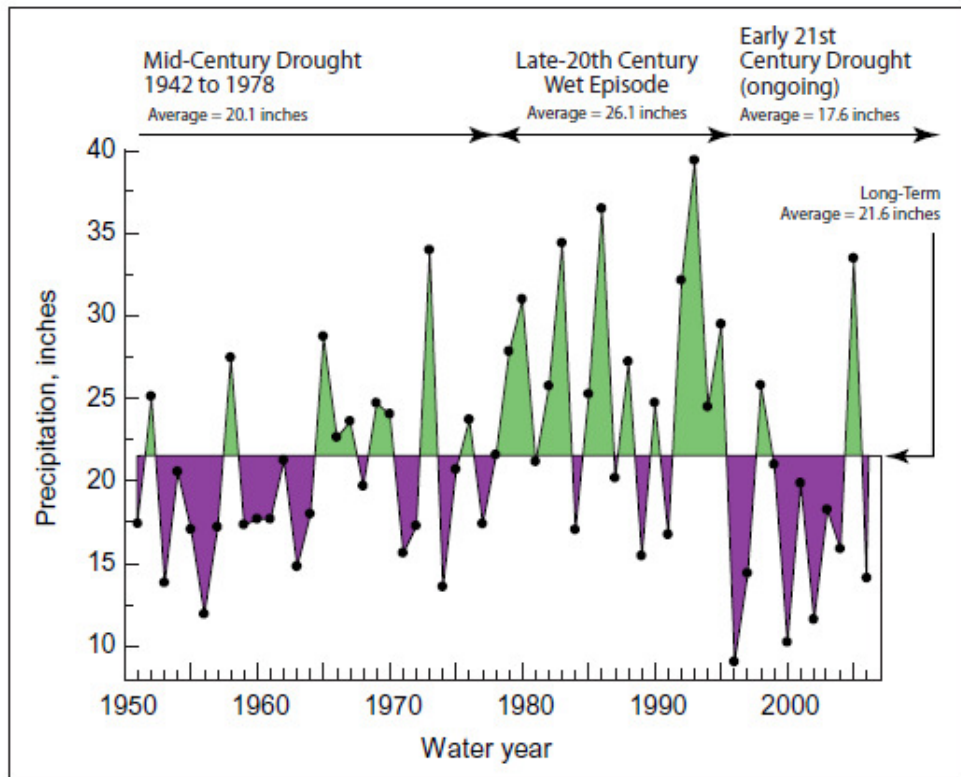 Mid-Century Drought
1942 to 1978
Average = 20.1 inches
Late-20th Century
Wet Episode
Average = 26.1 inches
Early 21st
Century Drought
(ongoing)
Average = 17.6 inches
Long-Term
Average = 21.6 inches
40
35
30
25
20
15
10
Precipitation, inches
1950
1960
1970
1980
1990
2000
Water year